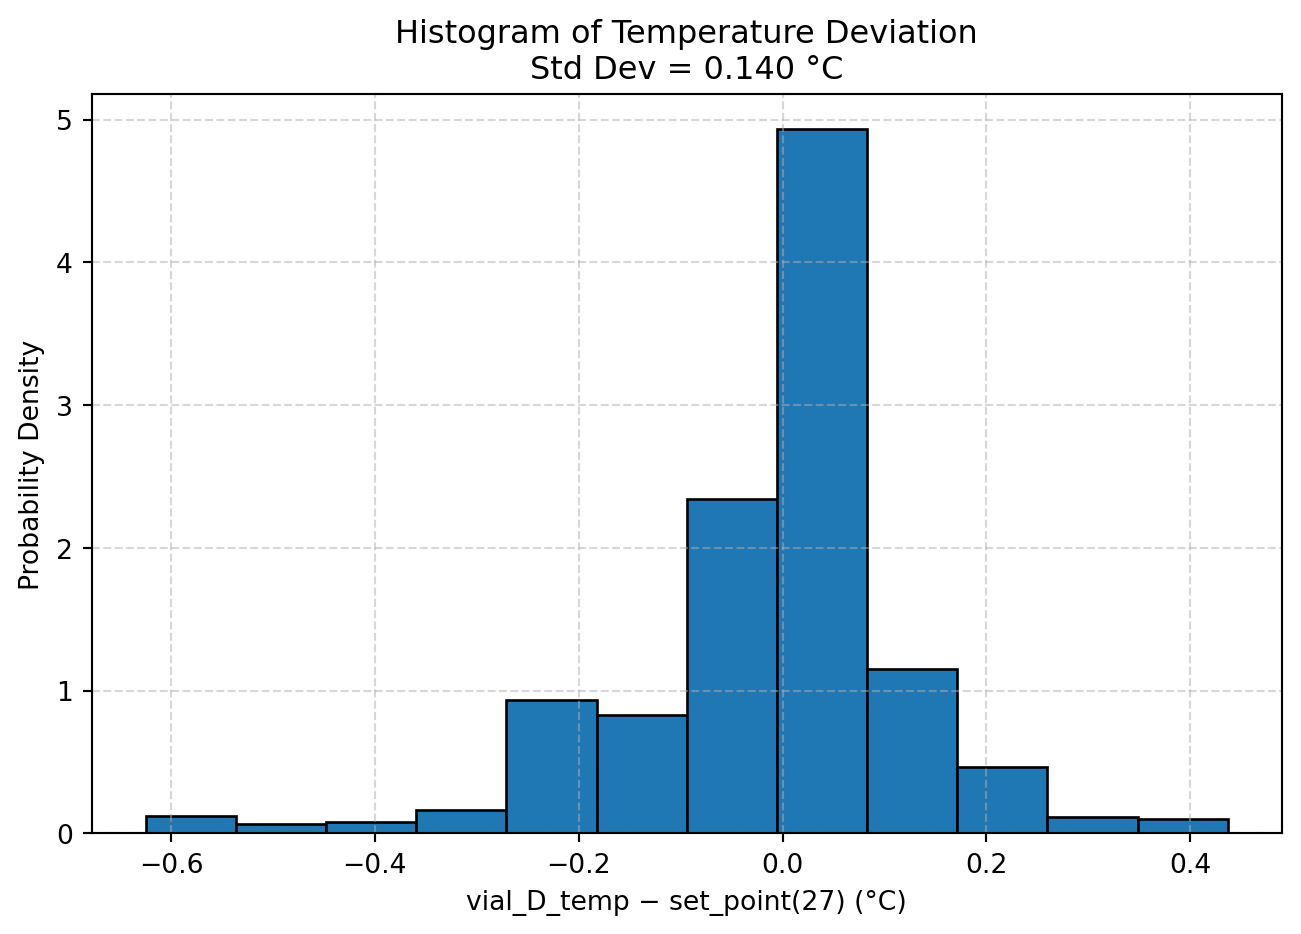 Histogram of Temperature Deviation
Std Dev = 0.140 °C
Probability Density
5
4
3
2
1
0
−0.6 −0.4 −0.2 0.0 0.2 0.4
vial_D_temp − set_point(27) (°C)